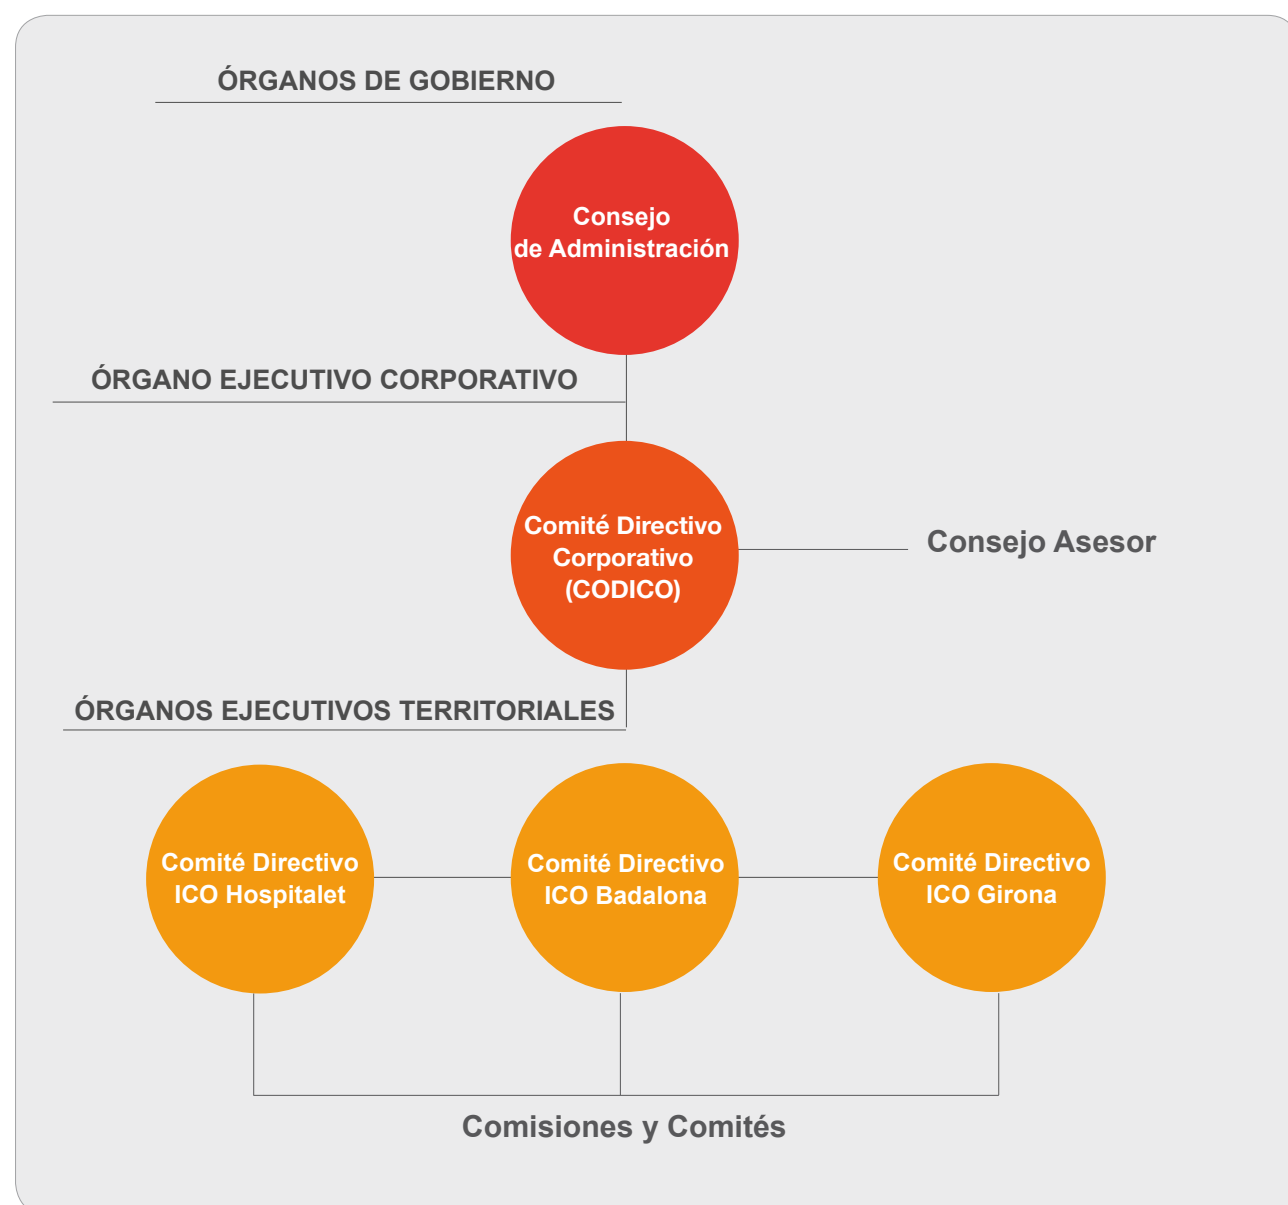 ÓRGANOS DE GOBIERNO
Consejo
de Administración
ÓRGANO EJECUTIVO CORPORATIVO
Comité Directivo
Corporativo
(CODICO)
Consejo Asesor
ÓRGANOS EJECUTIVOS TERRITORIALES
Comité Directivo
ICO Hospitalet
Comité Directivo
ICO Badalona
Comité Directivo
ICO Girona
Comisiones y Comités